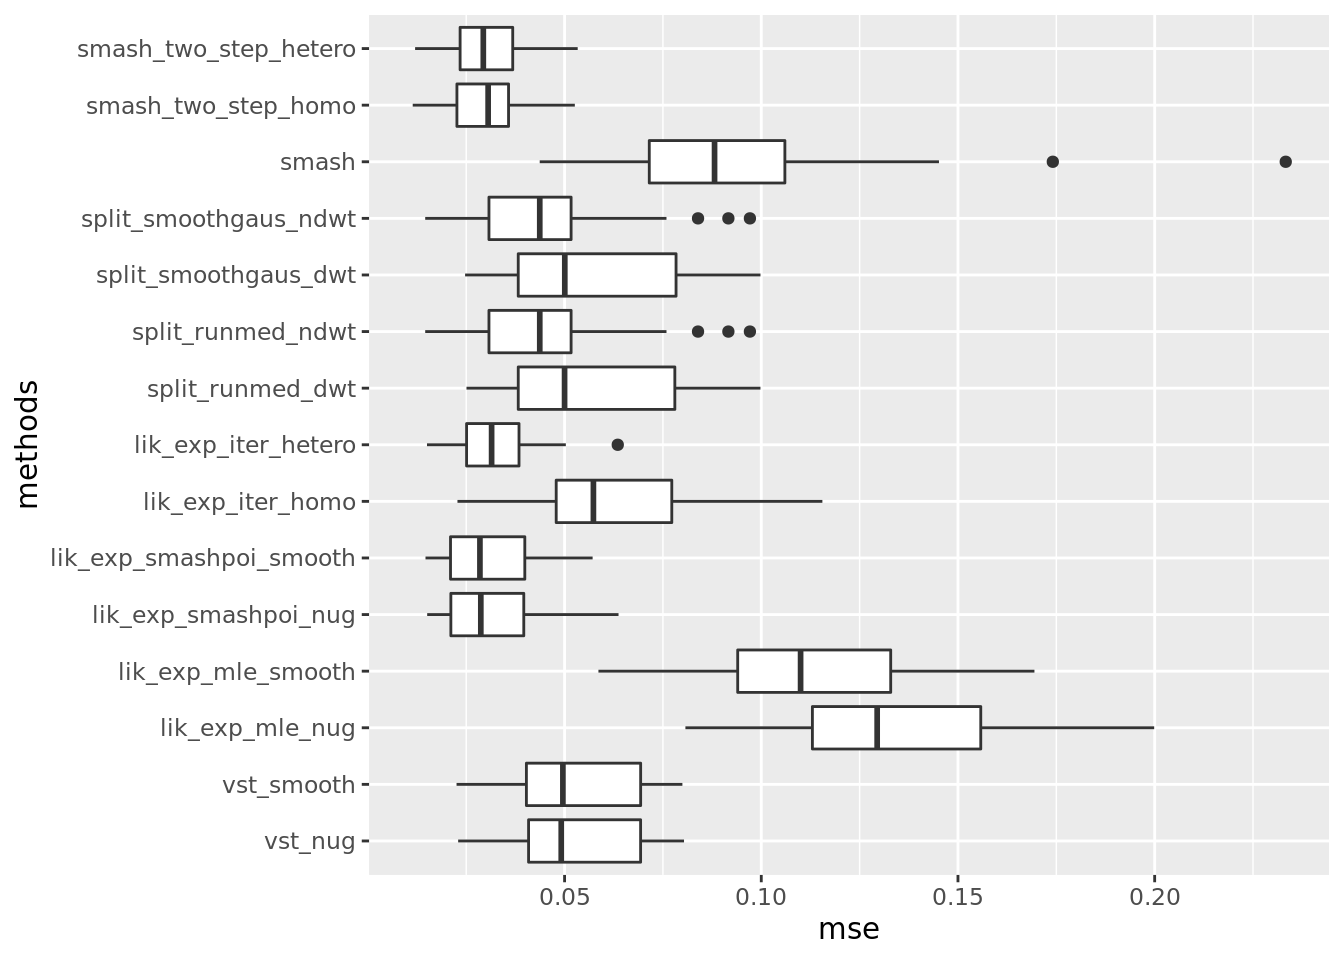 smash_two_step_hetero
smash_two_step_homo
smash
split_smoothgaus_ndwt
split_smoothgaus_dwt
split_runmed_ndwt
split_runmed_dwt
lik_exp_iter_hetero
lik_exp_iter_homo
lik_exp_smashpoi_smooth
lik_exp_smashpoi_nug
lik_exp_mle_smooth
lik_exp_mle_nug
vst_smooth
vst_nug
methods
0.05 0.10 0.15 0.20
mse